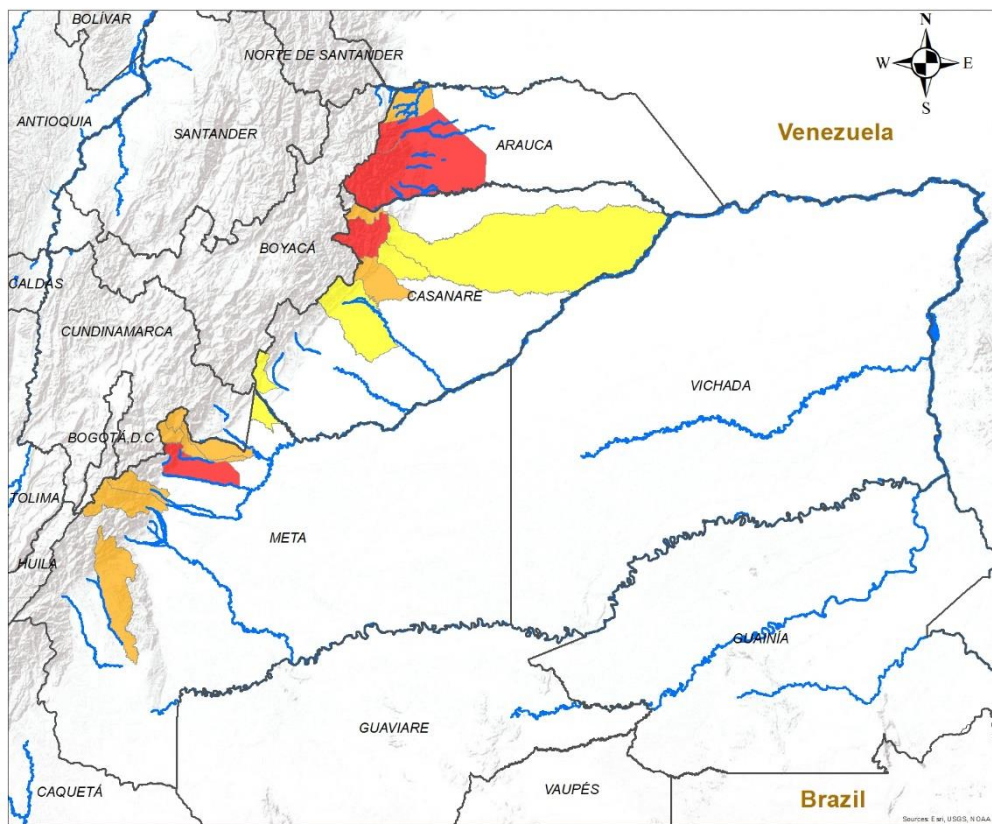 BOLÍVAR
NORTE DE SANTANDER
N
W
E
S
ANTIOQUIA
SANTANDER
ARAUCA
Venezuela
BOYACÁ
CALDAS
CASANARE
CUNDINAMARCA
VICHADA
BOGOTÁ D.C
TOLIMA
META
HUILA
GUAINÍA
GUAVIARE
CAQUETÁ
VAUPÉS
Brazil
Sources: Esri, USGS, NOAA